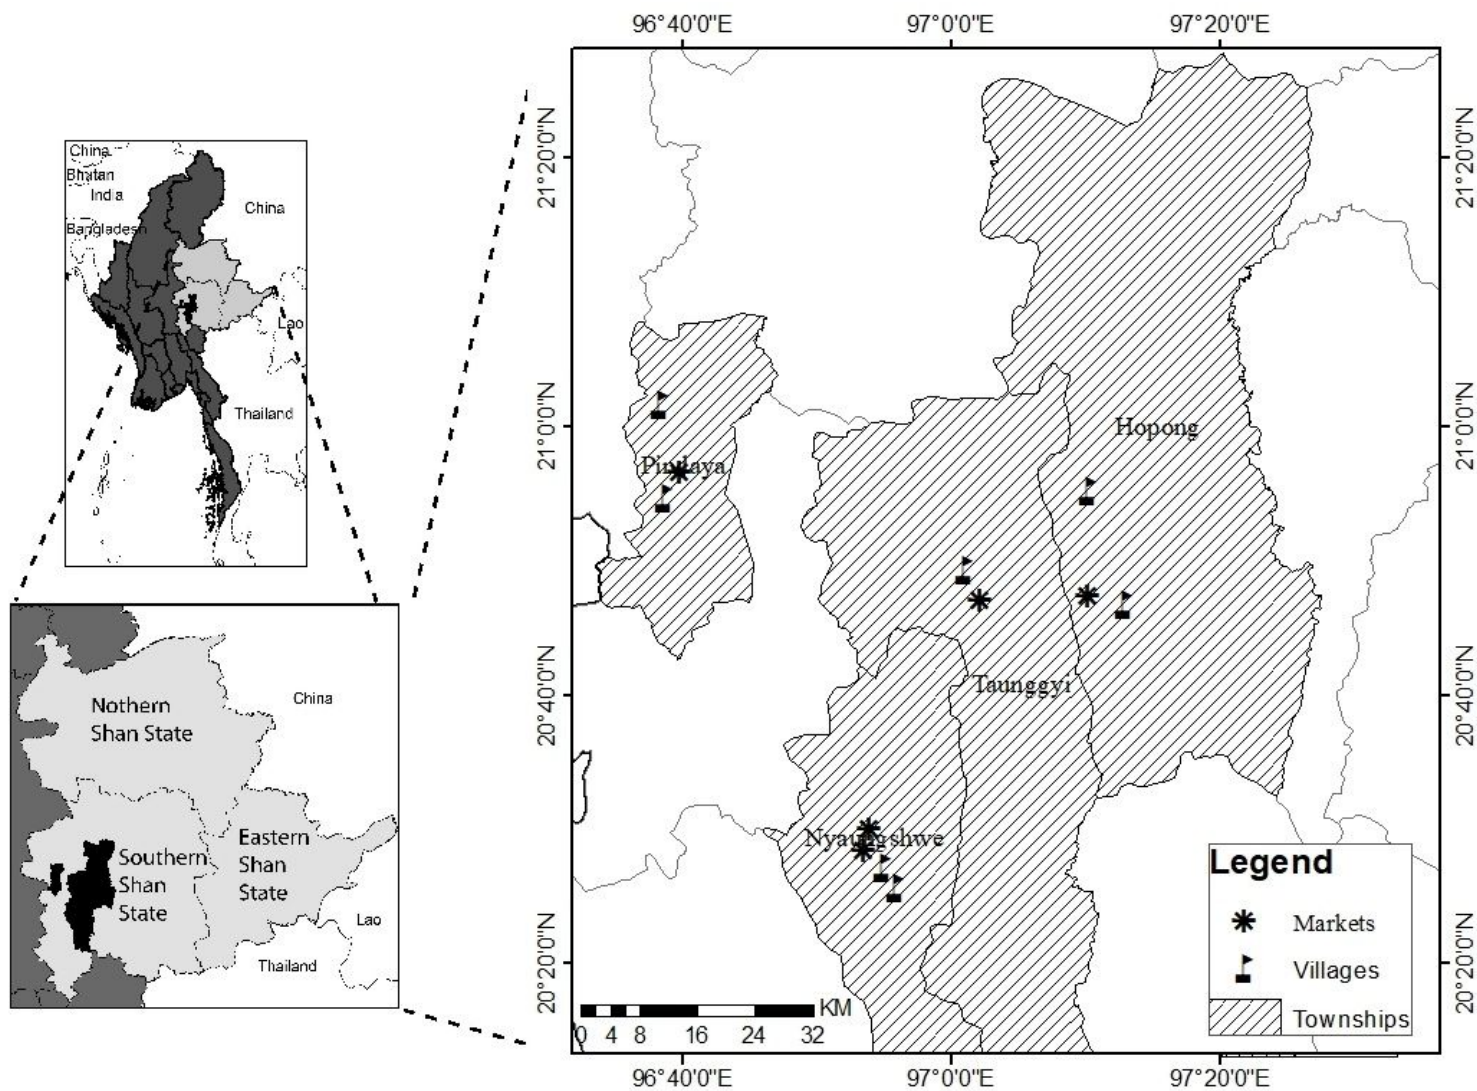 96°40'0"E
97°0'0"E
97°20'0"E
China
Bhutan
India
China
Bangladesh
Lao
Thailand
21°20'0"N
21°20'0"N
21°0'0"N
21°0'0"N
20°40'0"N
20°40'0"N
20°20'0"N
20°20'0"N
Hopong
Pindaya
Taunggyi
Nyaungshwe
Nothern
Shan State
China
Southern
Shan
State
Eastern
Shan
State
Lao
Thailand
Legend
Markets
Villages
Townships
KM
0 4 8 16 24 32
96°40'0"E
97°0'0"E
97°20'0"E